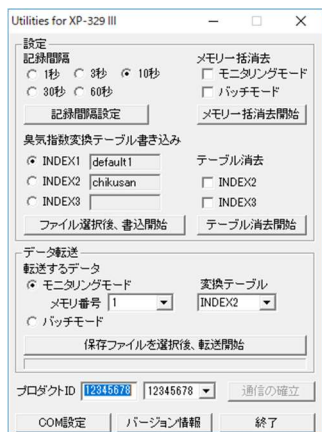 Utilities for XP-329 III
設定
記録間隔
1秒 3秒 10秒
30秒 60秒
記録間隔設定
メモリー括消去
モニタリングモード
バッチモード
メモリー括消去開始
臭気指数変換テーブル書き込み
INDEX1 default1
INDEX2 chikusan
INDEX3
ファイル選択後、書込開始
テーブル消去
INDEX2
INDEX3
テーブル消去開始
データ転送
転送するデータ
モニタリングモード
メモリ番号 1
バッチモード
変換テーブル
INDEX2
保存ファイルを選択後、転送開始
プロダクトID 12345678 12345678 通信の確立
COM設定 バージョン情報 終了